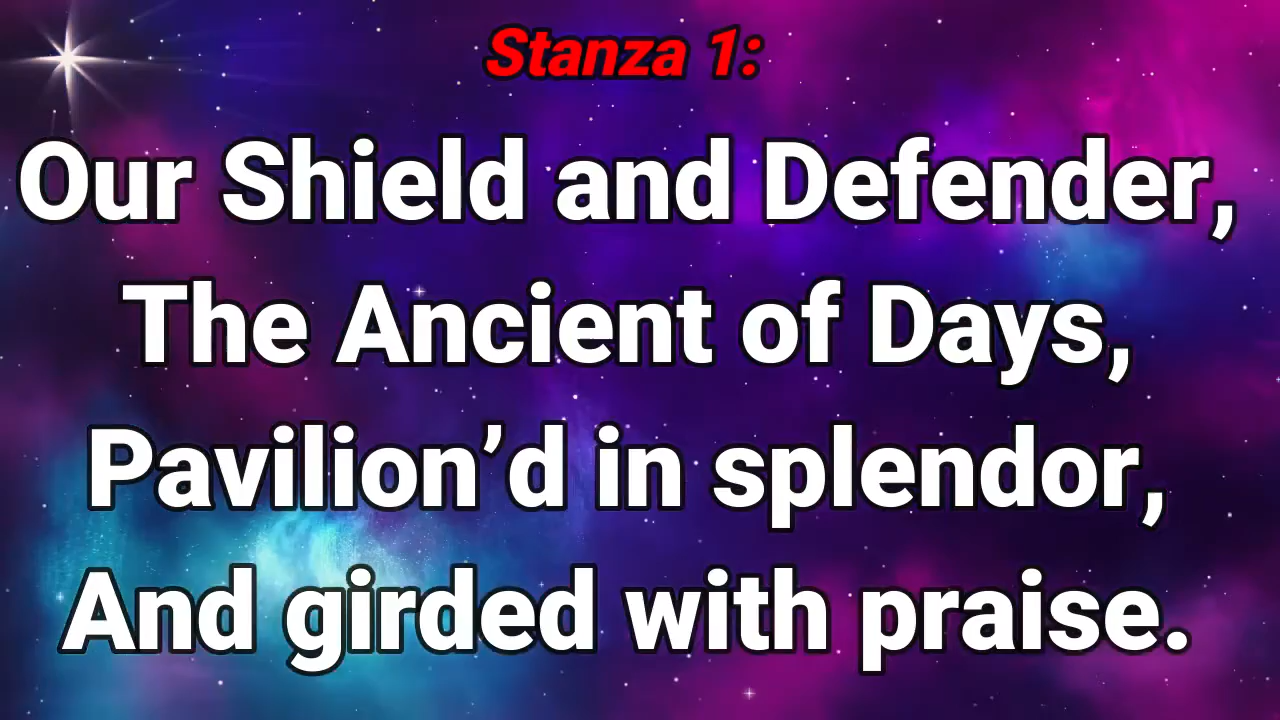 Stanza 1:
Our Shield and Defender,
The Ancient of Days,
Pavilion’d in splendor,
And girded with praise.